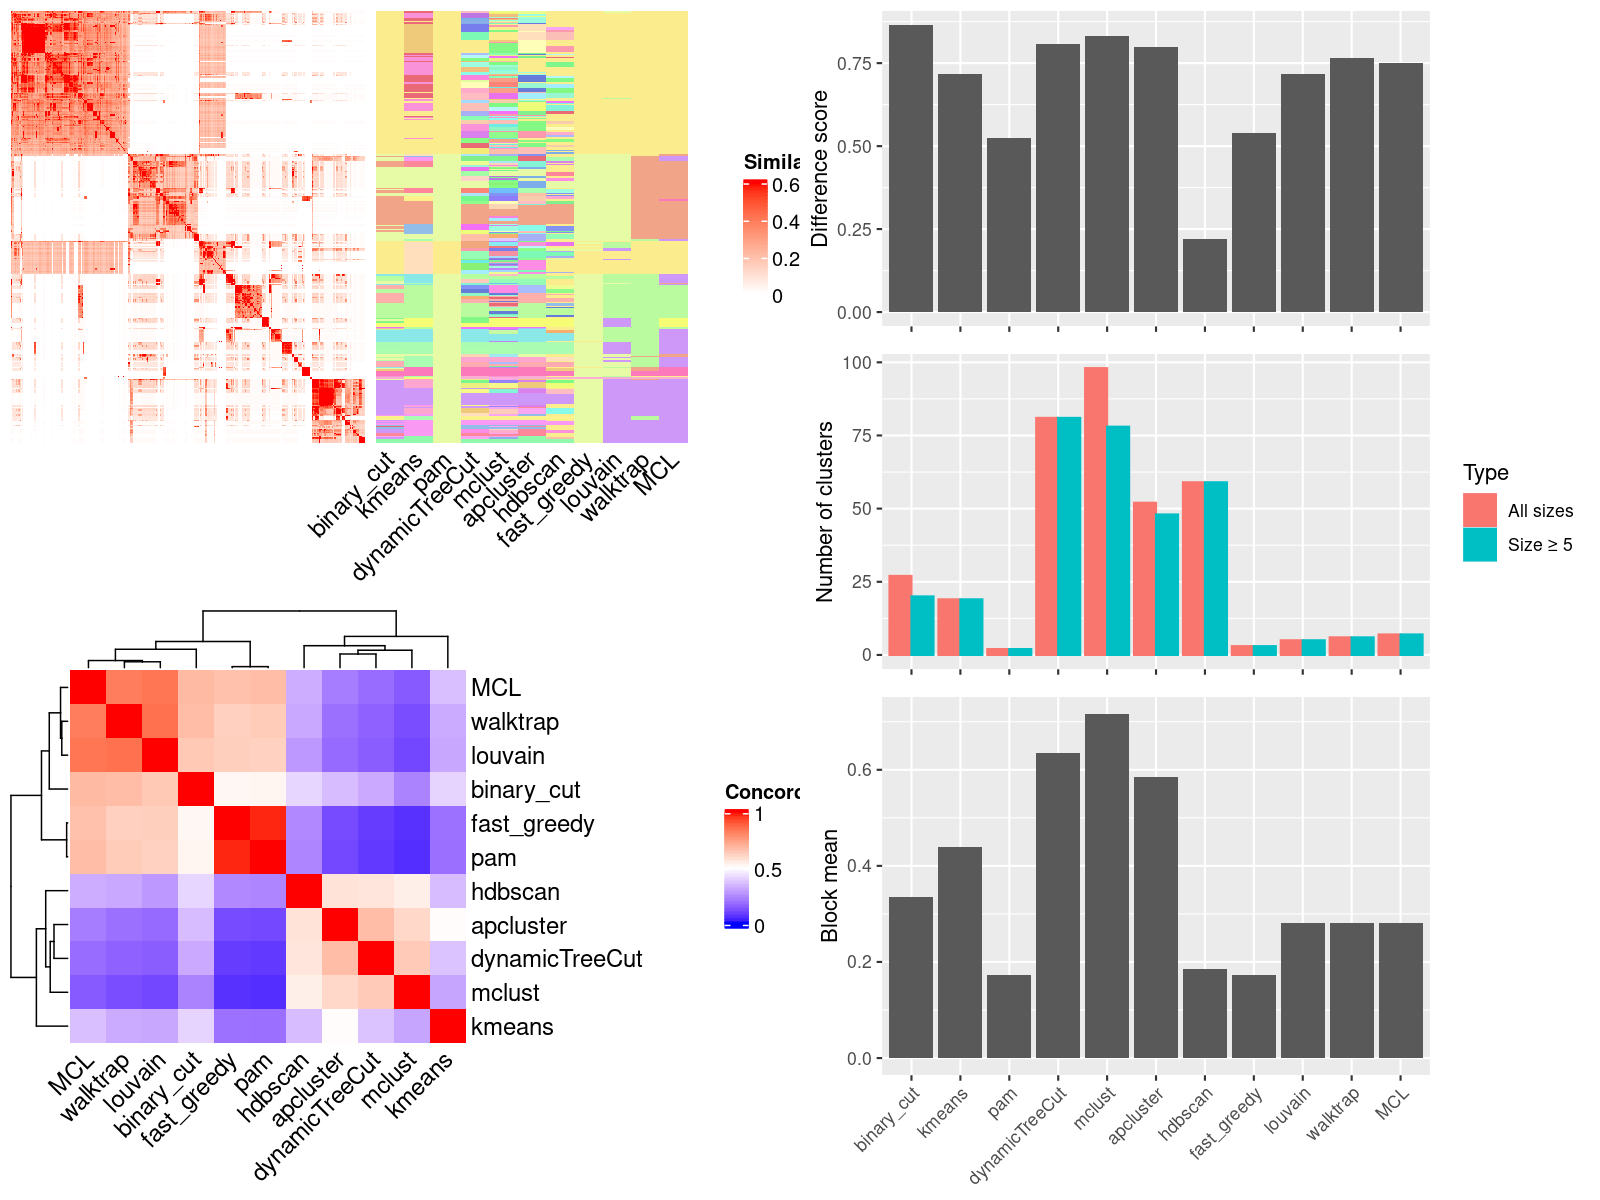 Simila
0.6
0.4
0.2
0
binary_cut
kmeans
pam
dynamicTreeCut
mclust
apcluster
hdbscan
fast_greedy
louvain
walktrap
MCL
MCL
walktrap
louvain
binary_cut
fast_greedy
pam
hdbscan
apcluster
dynamicTreeCut
mclust
kmeans
MCL
walktrap
louvain
binary_cut
fast_greedy
pam
hdbscan
apcluster
dynamicTreeCut
mclust
kmeans
Concord
1
0.5
0
Difference score
0.75
0.50
0.25
0.00
Number of clusters
100
75
50
25
0
Type
All sizes
Size ≥ 5
Block mean
0.6
0.4
0.2
0.0
binary_cut
kmeans
pam
dynamicTreeCut
mclust
apcluster
hdbscan
fast_greedy
louvain
walktrap
MCL